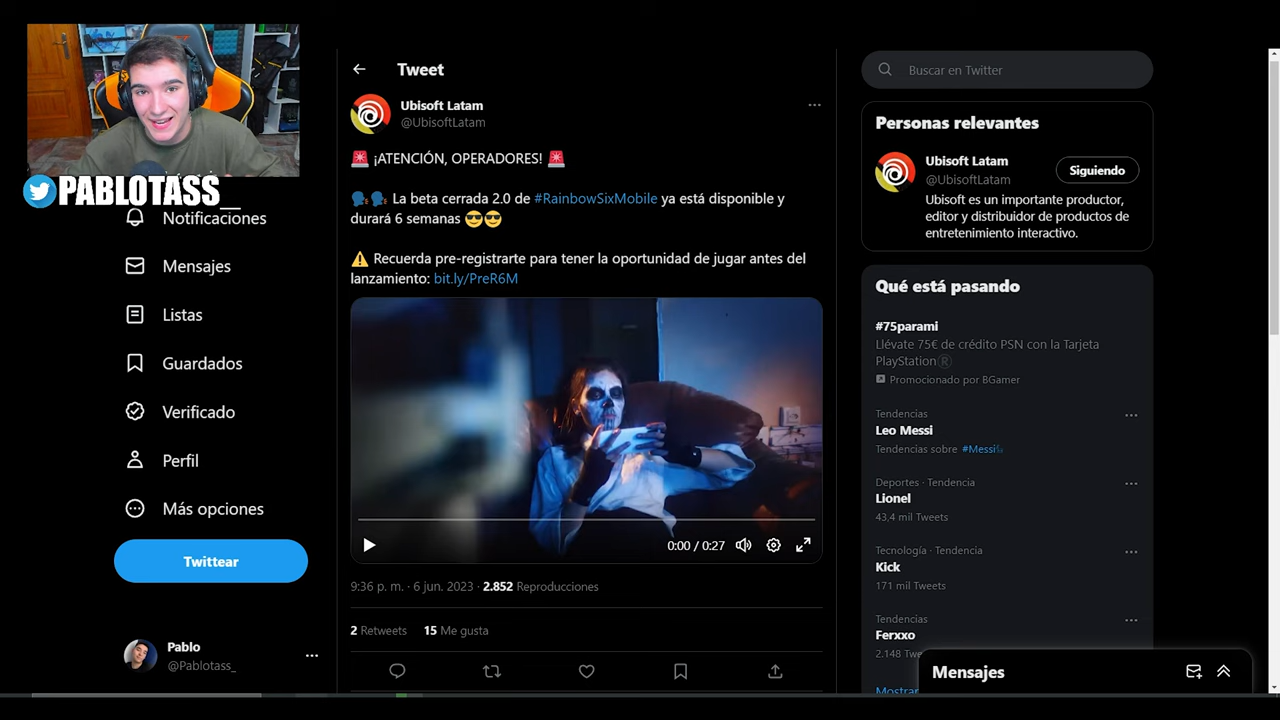 PABLOTASS_
Notificaciones
Mensajes
Listas
Guardados
Verificado
Perfil
Más opciones
Twittear
Pablo
@Pablotass_
Tweet
Ubisoft Latam
@UbisoftLatam
🚨 ¡ATENCIÓN, OPERADORES! 🚨
🗣️🗣️ La beta cerrada 2.0 de #RainbowSixMobile ya está disponible y
durará 6 semanas 😎😎
⚠️ Recuerda pre-registrarte para tener la oportunidad de jugar antes del
lanzamiento: bit.ly/PreR6M
0:00 / 0:27
9:36 p. m. · 6 jun. 2023 · 2.852 Reproducciones
2 Retweets 15 Me gusta
Buscar en Twitter
Personas relevantes
Ubisoft Latam
@UbisoftLatam
Siguiendo
Ubisoft es un importante productor,
editor y distribuidor de productos de
entretenimiento interactivo.
Qué está pasando
#75parami
Llévate 75€ de crédito PSN con la Tarjeta
PlayStation®
Promocionado por BGamer
Tendencias
Leo Messi
Tendencias sobre #Messi
Deportes · Tendencia
Lionel
43,4 mil Tweets
Tecnología · Tendencia
Kick
171 mil Tweets
Tendencias
Ferxxo
2.148
Mostrar
Mensajes